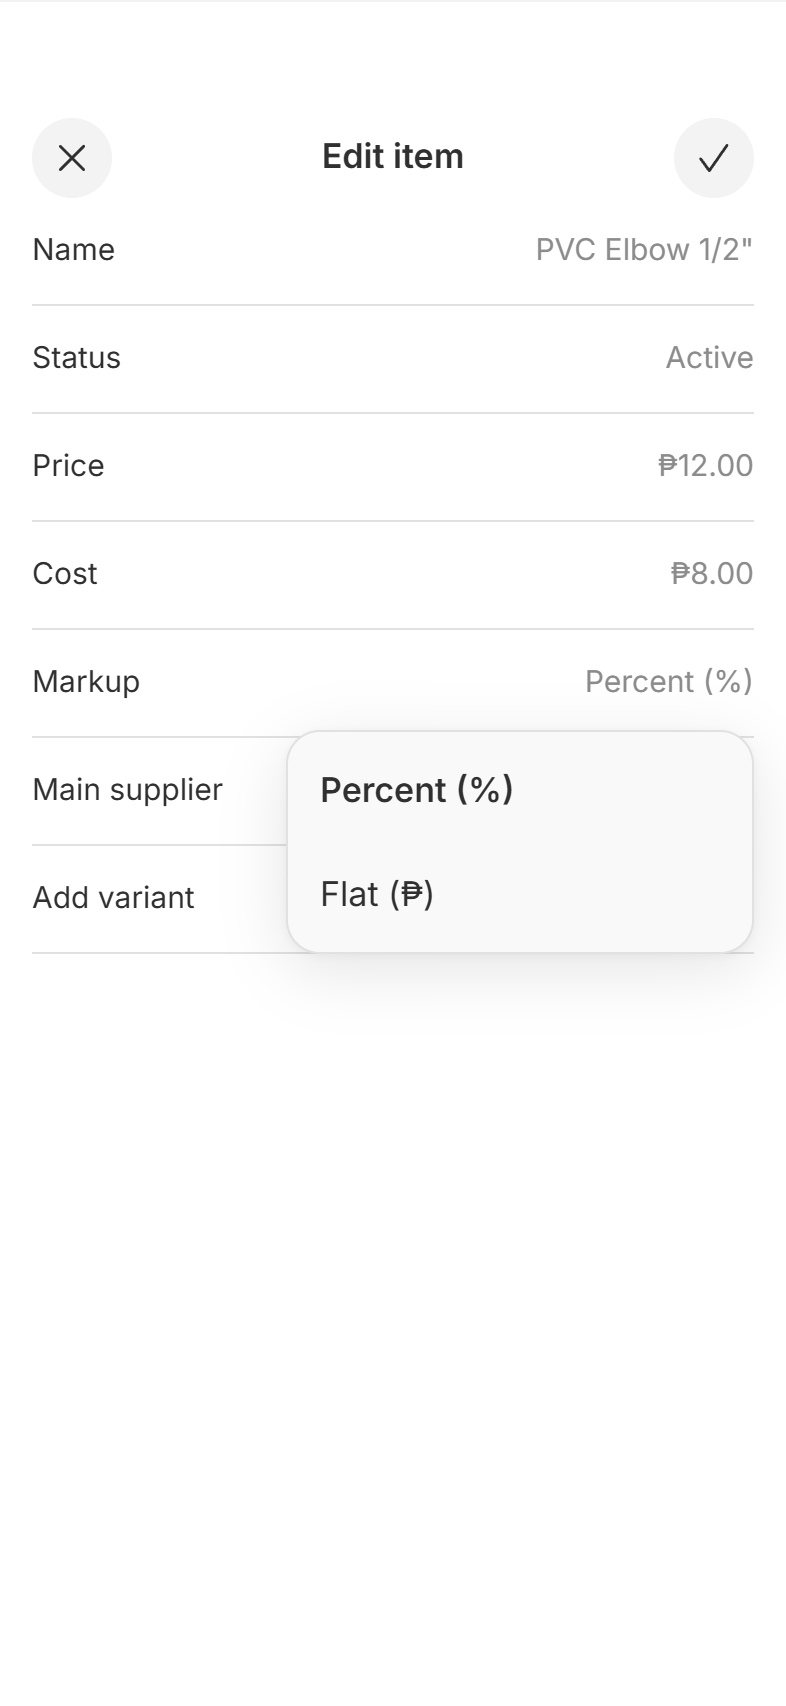 Edit item
Name PVC Elbow 1/2"
Status Active
Price ₱12.00
Cost ₱8.00
Markup Percent (%)
Main supplier
Percent (%)
Add variant
Flat (₱)